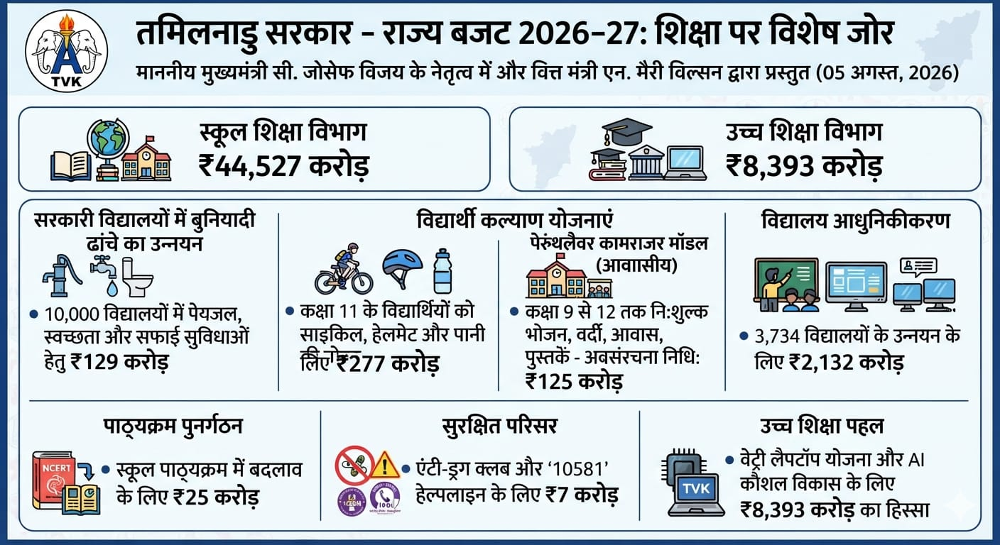 तमिलनाडु सरकार – राज्य बजट 2026–27: शिक्षा पर विशेष जोर
माननीय मुख्यमंत्री सी. जोसेफ विजय के नेतृत्व में और वित्त मंत्री एन. मैरी विल्सन द्वारा प्रस्तुत (05 अगस्त, 2026)
A
TVK
स्कूल शिक्षा विभाग
₹44,527 करोड़
उच्च शिक्षा विभाग
₹8,393 करोड़
सरकारी विद्यालयों में बुनियादी
ढांचे का उन्नयन
• 10,000 विद्यालयों में पेयजल,
स्वच्छता और सफाई सुविधाओं
हेतु ₹129 करोड़
विद्यार्थी कल्याण योजनाएं
• कक्षा 11 के विद्यार्थियों को
साइकिल, हेलमेट और पानी
लिए ₹277 करोड़
पेरुंथलैवर कामराजर मॉडल
(आवाासीय)
• कक्षा 9 से 12 तक नि:शुल्क
भोजन, वर्दी, आवास,
पुस्तकें - अवसंरचना निधि:
₹125 करोड़
विद्यालय आधुनिकीकरण
• 3,734 विद्यालयों के उन्नयन के
लिए ₹2,132 करोड़
पाठ्यक्रम पुनर्गठन
NCERT
• स्कूल पाठ्यक्रम में बदलाव
के लिए ₹25 करोड़
सुरक्षित परिसर
• एंटी-ड्रग क्लब और ‘10581’
हेल्पलाइन के लिए ₹7 करोड़
उच्च शिक्षा पहल
TVK
• वेट्री लैपटॉप योजना और AI
कौशल विकास के लिए
₹8,393 करोड़ का हिस्सा